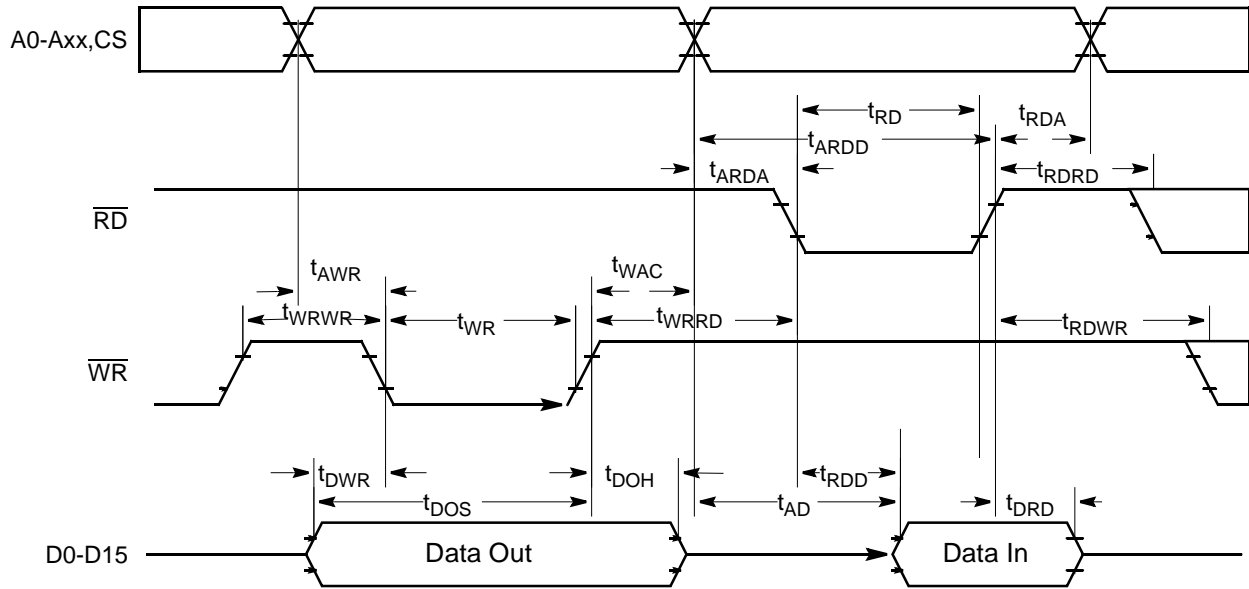 A0-Axx,CS
tRD
tRDA
tARDD
tARDA
tRDRD
RD
tAWR
tWAC
tWRWR
tWR
tWRRD
tRDWR
WR
tDWR
tDOH
tRDD
tDOS
tAD
tDRD
D0-D15
Data Out
Data In